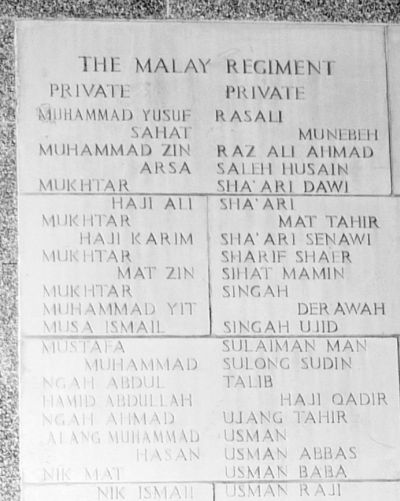 THE MALAY REGIMENT
PRIVATE
MUHAMMAD YUSUF
SAHAT
MUHAMMAD ZIN
ARSA
MUKHTAR
HAJI ALI
MUKHTAR
HAJI KARIM
MUKHTAR
MAT ZIN
MUKHTAR
MUHAMMAD YIT
MUSA ISMAIL
MUSTAFA
MUHAMMAD
NGAH ABDUL
HAMID ABDULLAH
NGAH AHMAD
ALANG MUHAMMAD
HASAN
NIK MAT
NIK ISMAIL
PRIVATE
RASALI
MUNEBEH
RAZ ALI AHMAD
SALEH HUSAIN
SHA'ARI DAWI
SHA'ARI
MAT TAHIR
SHA'ARI SENAWI
SHARIF SHAER
SIHAT MAMIN
SINGAH
DERAWAH
SINGAH UJID
SULAIMAN MAN
SULONG SUDIN
TALIB
HAJI QADIR
UJANG TAHIR
USMAN
USMAN ABBAS
USMAN BABA
USMAN RAJI